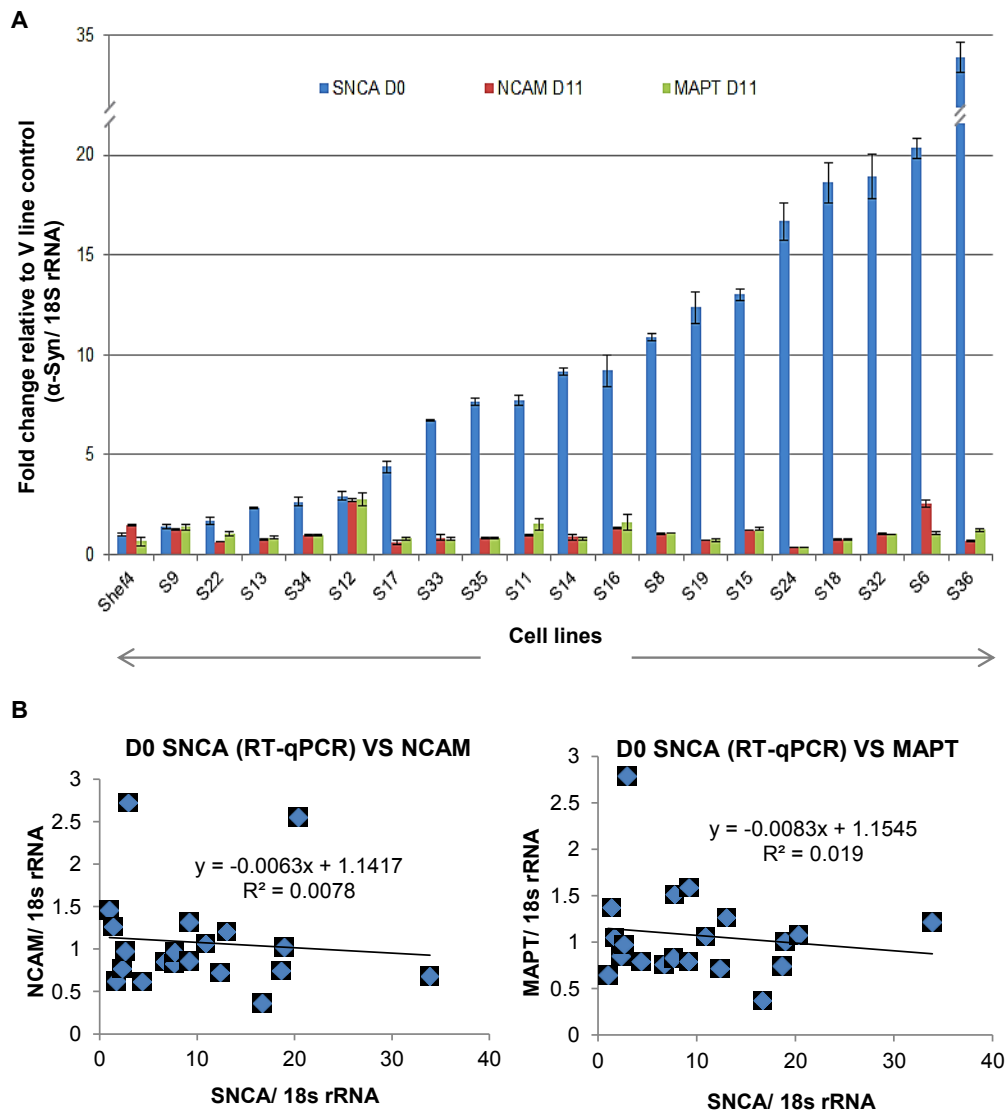 A
Fold change relative to V line control
(α-Syn/ 18S rRNA)
35
20
15
10
5
0
SNCA D0
NCAM D11
MAPT D11
Shef4
S9
S22
S13
S34
S12
S17
S33
S35
S11
S14
S16
S8
S19
S15
S24
S18
S32
S6
S36
Cell lines
B
D0 SNCA (RT-qPCR) VS NCAM
NCAM/ 18s rRNA
3
2.5
2
1.5
1
0.5
0
y = -0.0063x + 1.1417
R² = 0.0078
0
10
20
30
40
SNCA/ 18s rRNA
D0 SNCA (RT-qPCR) VS MAPT
MAPT/ 18s rRNA
3
2.5
2
1.5
1
0.5
0
y = -0.0083x + 1.1545
R² = 0.019
0
10
20
30
40
SNCA/ 18s rRNA